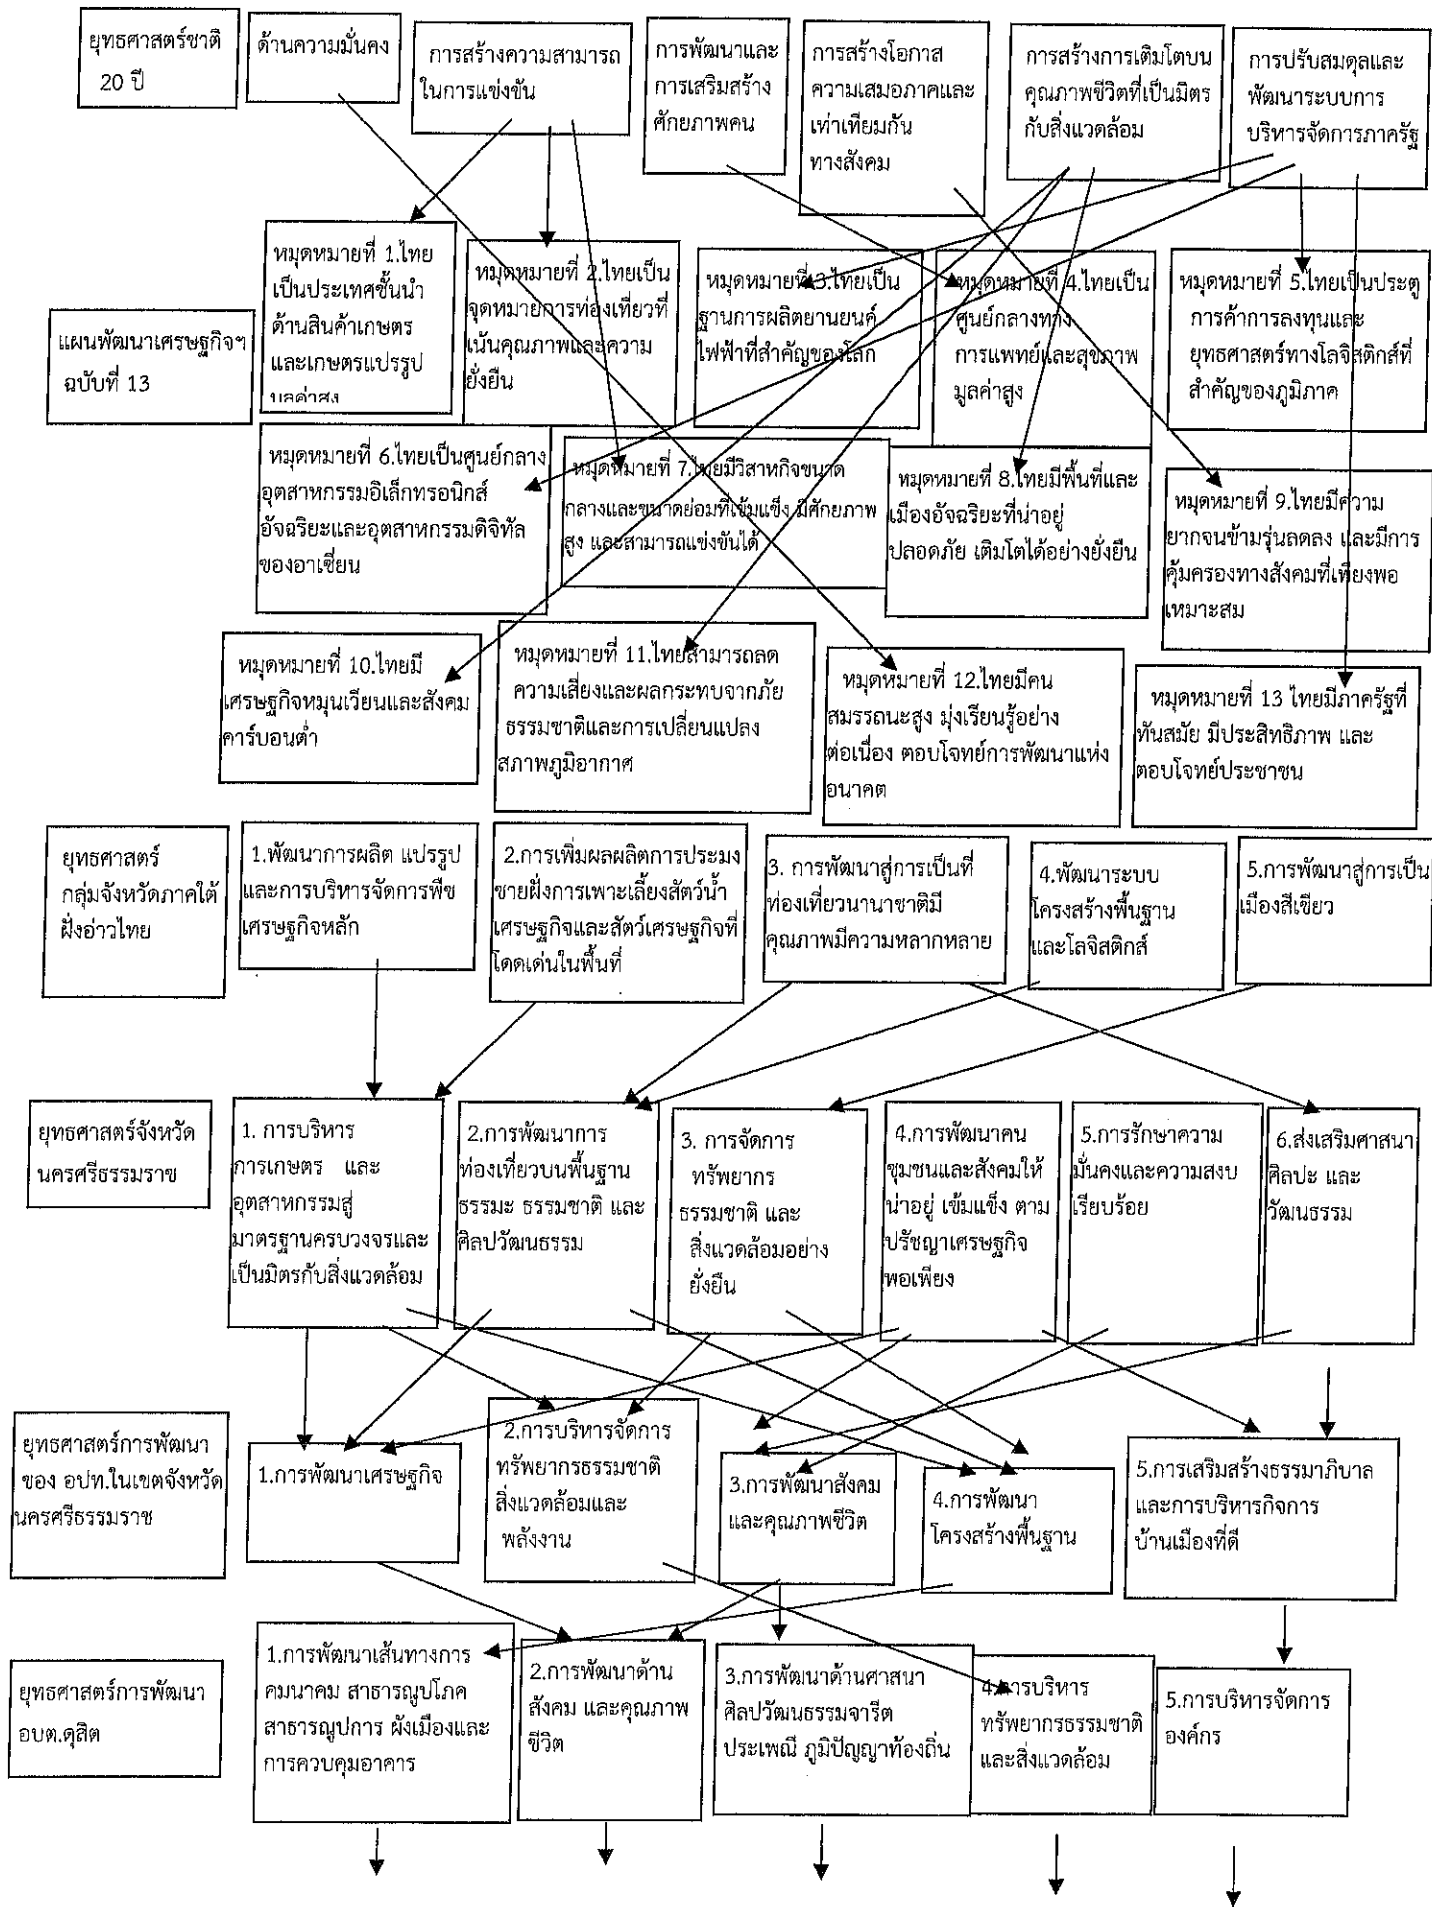 ยุทธศาสตร์ชาติ
20 ปี
ด้านความมั่นคง
การสร้างความสามารถ
ในการแข่งขัน
การพัฒนาและ
การเสริมสร้าง
ศักยภาพคน
การสร้างโอกาส
ความเสมอภาคและ
เท่าเทียมกัน
ทางสังคม
การสร้างการเติมโตบน
คุณภาพชีวิตที่เป็นมิตร
กับสิ่งแวดล้อม
การปรับสมดุลและ
พัฒนาระบบการ
บริหารจัดการภาครัฐ
แผนพัฒนาเศรษฐกิจฯ
ฉบับที่ 13
หมุดหมายที่ 1.ไทย
เป็นประเทศชั้นนำ
ด้านสินค้าเกษตร
และเกษตรแปรรูป
มูลค่าสูง
หมุดหมายที่ 2.ไทยเป็น
จุดหมายการท่องเที่ยวที่
เน้นคุณภาพและความ
ยั่งยืน
หมุดหมายที่ 3.ไทยเป็น
ฐานการผลิตยานยนค์
ไฟฟ้าที่สำคัญของโลก
หมุดหมายที่ 4.ไทยเป็น
ศูนย์กลางทาง
การแพทย์และสุขภาพ
มูลค่าสูง
หมุดหมายที่ 5.ไทยเป็นประตู
การค้าการลงทุนและ
ยุทธศาสตร์ทางโลจิสติกส์ที่
สำคัญของภูมิภาค
หมุดหมายที่ 6.ไทยเป็นศูนย์กลาง
อุตสาหกรรมอิเล็กทรอนิกส์
อัจฉริยะและอุตสาหกรรมดิจิทัล
ของอาเซี่ยน
หมุดหมายที่ 7.ไทยมีวิสาหกิจขนาด
กลางและขนาดย่อมที่เข้มแข็ง มีศักยภาพ
สูง และสามารถแข่งขันได้
หมุดหมายที่ 8.ไทยมีพื้นที่และ
เมืองอัจฉริยะที่น่าอยู่
ปลอดภัย เติมโตได้อย่างยั่งยืน
หมุดหมายที่ 9.ไทยมีความ
ยากจนข้ามรุ่นลดลง และมีการ
คุ้มครองทางสังคมที่เพียงพอ
เหมาะสม
หมุดหมายที่ 10.ไทยมี
เศรษฐกิจหมุนเวียนและสังคม
คาร์บอนต่ำ
หมุดหมายที่ 11.ไทยสามารถลด
ความเสี่ยงและผลกระทบจากภัย
ธรรมชาติและการเปลี่ยนแปลง
สภาพภูมิอากาศ
หมุดหมายที่ 12.ไทยมีคน
สมรรถนะสูง มุ่งเรียนรู้อย่าง
ต่อเนื่อง ตอบโจทย์การพัฒนาแห่ง
อนาคต
หมุดหมายที่ 13 ไทยมีภาครัฐที่
ทันสมัย มีประสิทธิภาพ และ
ตอบโจทย์ประชาชน
ยุทธศาสตร์
กลุ่มจังหวัดภาคใต้
ฝั่งอ่าวไทย
1.พัฒนาการผลิต แปรรูป
และการบริหารจัดการพืช
เศรษฐกิจหลัก
2.การเพิ่มผลผลิตการประมง
ชายฝั่งการเพาะเลี้ยงสัตว์น้ำ
เศรษฐกิจและสัตว์เศรษฐกิจที่
โดดเด่นในพื้นที่
3. การพัฒนาสู่การเป็นที่
ท่องเที่ยวนานาชาติมี
คุณภาพมีความหลากหลาย
4.พัฒนาระบบ
โครงสร้างพื้นฐาน
และโลจิสติกส์
5.การพัฒนาสู่การเป็น
เมืองสีเขียว
ยุทธศาสตร์จังหวัด
นครศรีธรรมราช
1. การบริหาร
การเกษตร และ
อุตสาหกรรมสู่
มาตรฐานครบวงจรและ
เป็นมิตรกับสิ่งแวดล้อม
2.การพัฒนาการ
ท่องเที่ยวบนพื้นฐาน
ธรรมะ ธรรมชาติ และ
ศิลปวัฒนธรรม
3. การจัดการ
ทรัพยากร
ธรรมชาติ และ
สิ่งแวดล้อมอย่าง
ยั่งยืน
4.การพัฒนาคน
ชุมชนและสังคมให้
น่าอยู่ เข้มแข็ง ตาม
ปรัชญาเศรษฐกิจ
พอเพียง
5.การรักษาความ
มั่นคงและความสงบ
เรียบร้อย
6.ส่งเสริมศาสนา
ศิลปะ และ
วัฒนธรรม
ยุทธศาสตร์การพัฒนา
ของ อปท.ในเขตจังหวัด
นครศรีธรรมราช
1.การพัฒนาเศรษฐกิจ
2.การบริหารจัดการ
ทรัพยากรธรรมชาติ
สิ่งแวดล้อมและ
พลังงาน
3.การพัฒนาสังคม
และคุณภาพชีวิต
4.การพัฒนา
โครงสร้างพื้นฐาน
5.การเสริมสร้างธรรมาภิบาล
และการบริหารกิจการ
บ้านเมืองที่ดี
ยุทธศาสตร์การพัฒนา
อบต.ดุสิต
1.การพัฒนาเส้นทางการ
คมนาคม สาธารณูปโภค
สาธารณูปการ ผังเมืองและ
การควบคุมอาคาร
2.การพัฒนาด้าน
สังคม และคุณภาพ
ชีวิต
3.การพัฒนาด้านศาสนา
ศิลปวัฒนธรรมจารีต
ประเพณี ภูมิปัญญาท้องถิ่น
4.การบริหาร
ทรัพยากรธรรมชาติ
และสิ่งแวดล้อม
5.การบริหารจัดการ
องค์กร